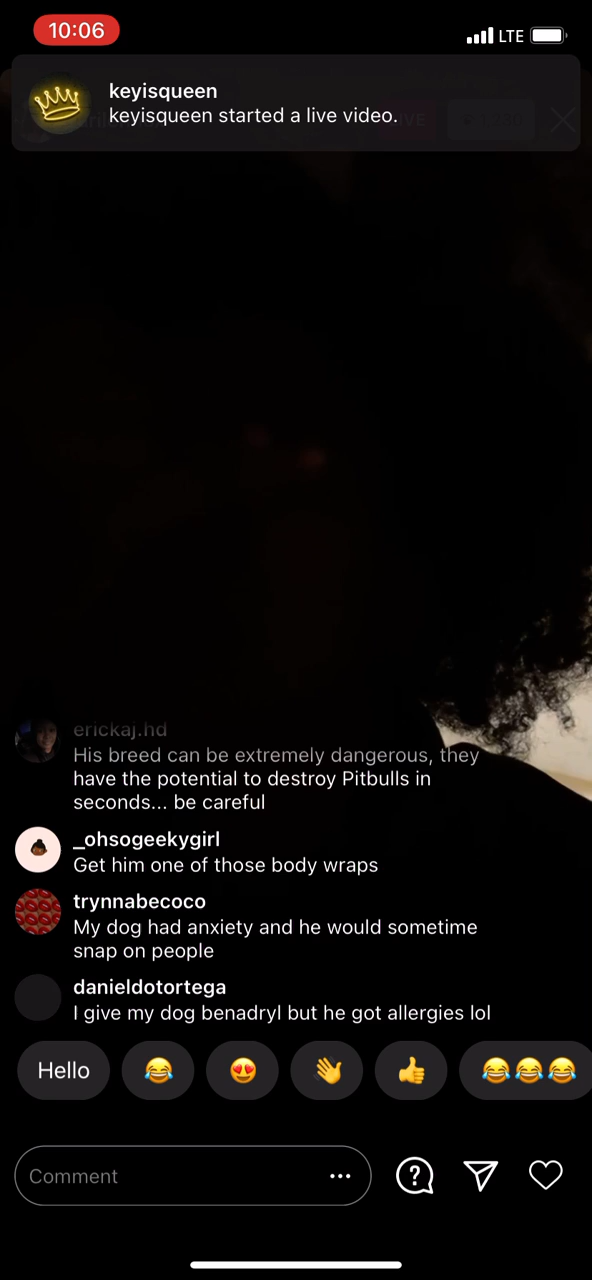 10:06
LTE
keyisqueen
keyisqueen started a live video.
erickaj.hd
His breed can be extremely dangerous, they
have the potential to destroy Pitbulls in
seconds... be careful
_ohsogeekygirl
Get him one of those body wraps
trynnabecoco
My dog had anxiety and he would sometime
snap on people
danieldotortega
I give my dog benadryl but he got allergies lol
Hello
Comment